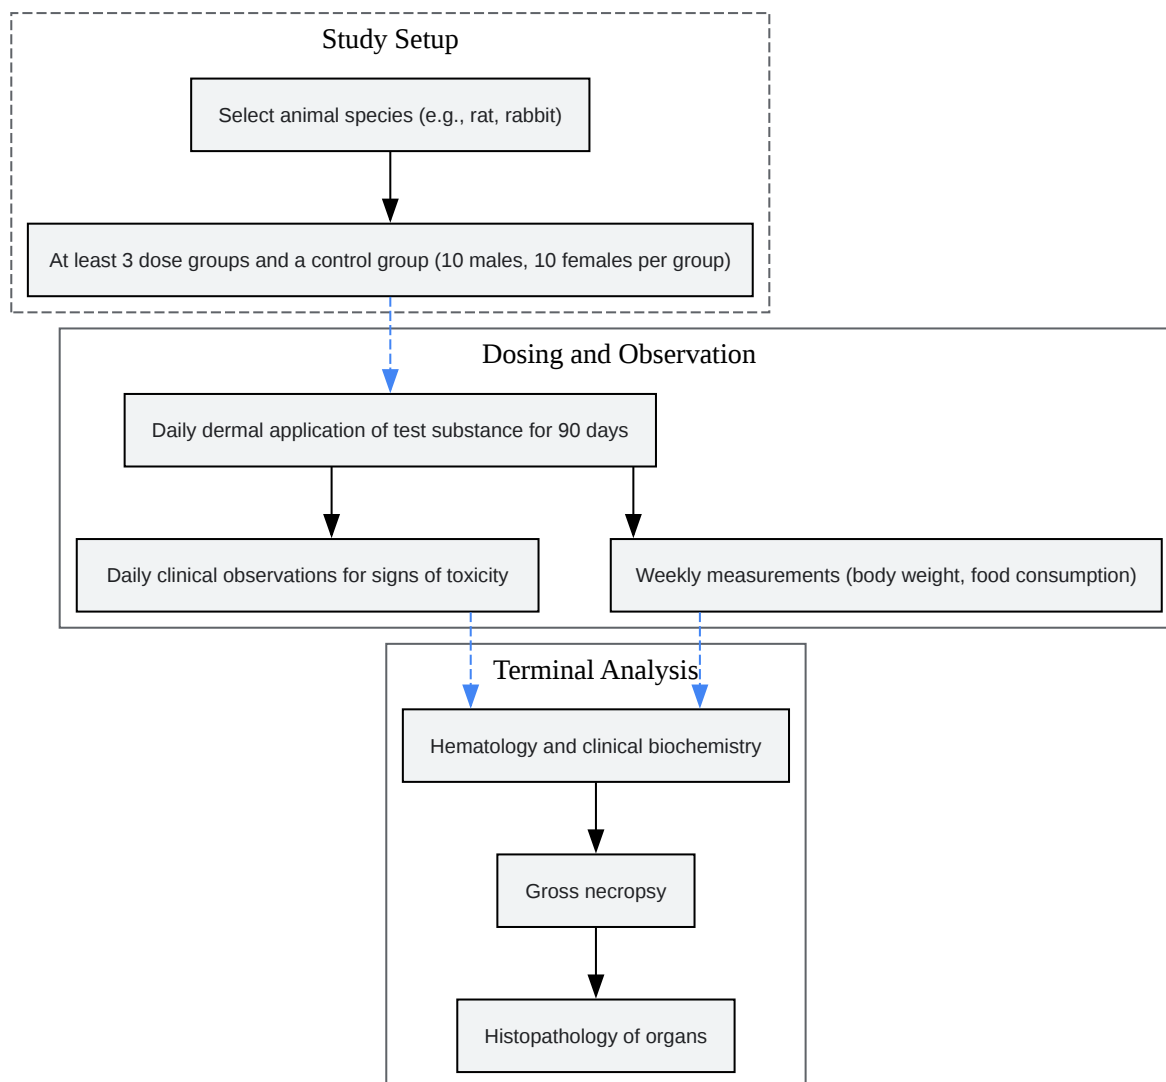 Study Setup
Select animal species (e.g., rat, rabbit)
At least 3 dose groups and a control group (10 males, 10 females per group)
Dosing and Observation
Daily dermal application of test substance for 90 days
Daily clinical observations for signs of toxicity
Weekly measurements (body weight, food consumption)
Terminal Analysis
Hematology and clinical biochemistry
Gross necropsy
Histopathology of organs